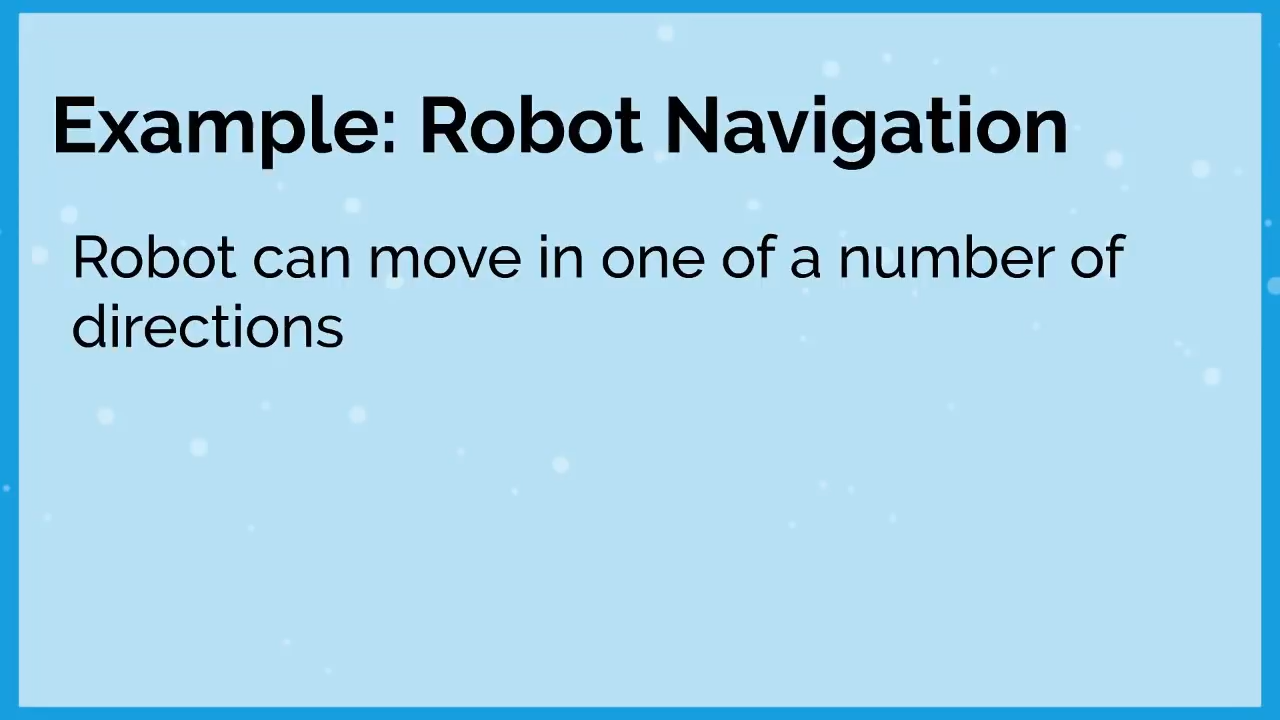 Example: Robot Navigation
Robot can move in one of a number of
directions